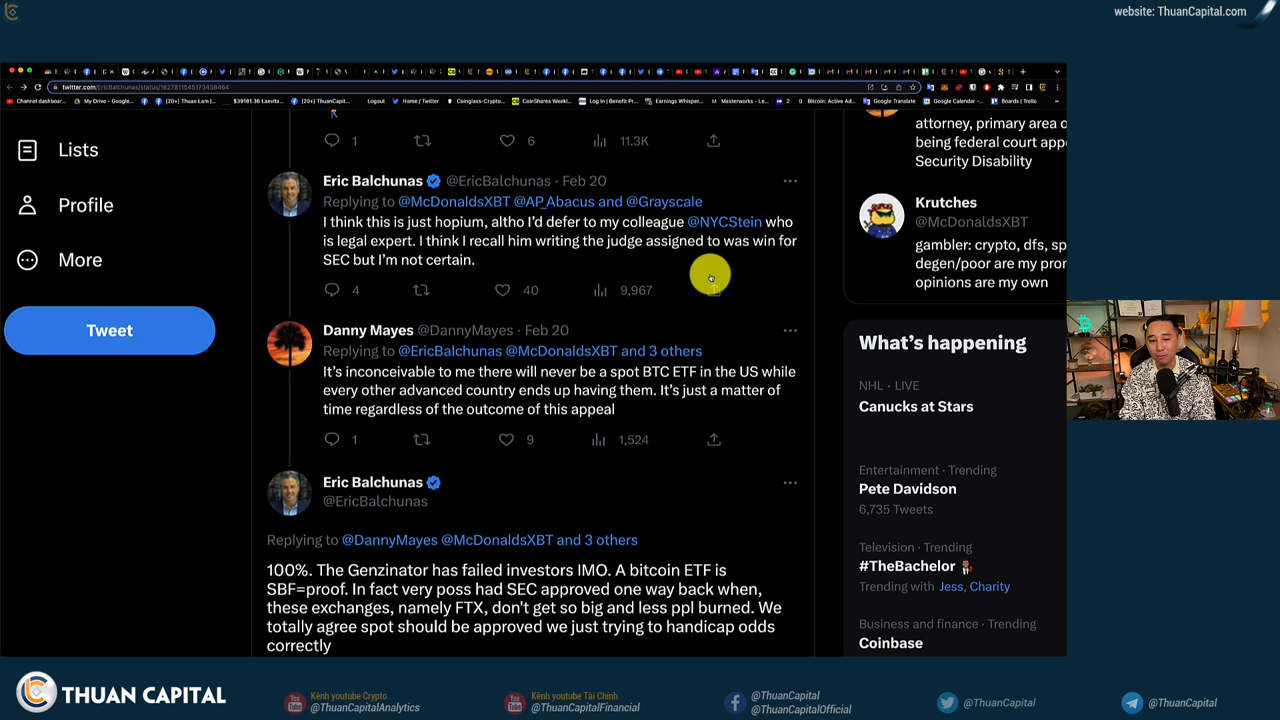 website: ThuanCapital.com
twitter.com/EricBalchunas/status/1627811517343/3464
Channel dashboar...
My Drive - Google...
(20+) Thuan Lam |...
$39181.36 Laevita...
(20+) ThuanCapit...
Logout
Home / Twitter
Coinglass-Crypto...
CoinShares Weekl...
Log In | Benefit Pr...
Earnings Whisper...
Masterworks - Le...
2
Bitcoin: Active Ad...
Google Translate
Google Calendar -...
Boards | Trello
Lists
Profile
More
Tweet
1
6
11.3K
Eric Balchunas @EricBalchunas · Feb 20
Replying to @McDonaldsXBT @AP_Abacus and @Grayscale
I think this is just hopium, altho I'd defer to my colleague @NYCStein who
is legal expert. I think I recall him writing the judge assigned to was win for
SEC but I'm not certain.
4
40
9,967
Danny Mayes @DannyMayes · Feb 20
Replying to @EricBalchunas @McDonaldsXBT and 3 others
It's inconceivable to me there will never be a spot BTC ETF in the US while
every other advanced country ends up having them. It's just a matter of
time regardless of the outcome of this appeal
1
9
1,524
Eric Balchunas
@EricBalchunas
Replying to @DannyMayes @McDonaldsXBT and 3 others
100%. The Genzinator has failed investors IMO. A bitcoin ETF is
SBF=proof. In fact very poss had SEC approved one way back when,
these exchanges, namely FTX, don't get so big and less ppl burned. We
totally agree spot should be approved we just trying to handicap odds
correctly
attorney, primary area o
being federal court app
Security Disability
Krutches
@McDonaldsXBT
gambler: crypto, dfs, sp
degen/poor are my pron
opinions are my own
What's happening
NHL · LIVE
Canucks at Stars
Entertainment · Trending
Pete Davidson
6,735 Tweets
Television · Trending
#TheBachelor
Trending with Jess, Charity
Business and finance · Trending
Coinbase
THUAN CAPITAL
Kênh youtube Crypto
@ThuanCapitalAnalytics
Kênh youtube Tài Chính
@ThuanCapitalFinancial
@ThuanCapital
@ThuanCapitalOfficial
@ThuanCapital
@ThuanCapital